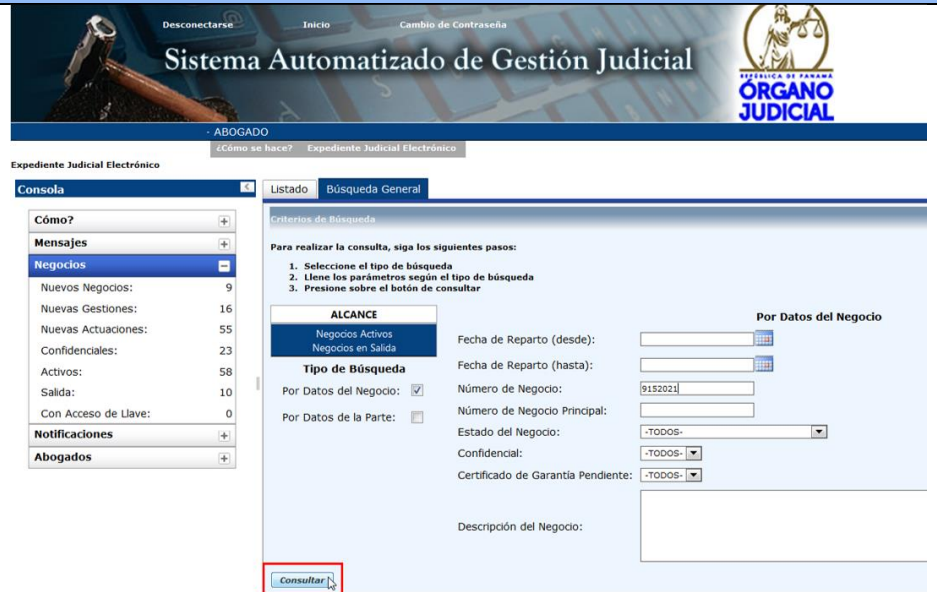 Desconectarse Inicio Cambio de Contraseña
Sistema Automatizado de Gestión Judicial
REPÚBLICA DE PANAMÁ
ÓRGANO
JUDICIAL
· ABOGADO
¿Cómo se hace? Expediente Judicial Electrónico
Expediente Judicial Electrónico
Consola
Cómo?
Mensajes
Negocios
Nuevos Negocios: 9
Nuevas Gestiones: 16
Nuevas Actuaciones: 55
Confidenciales: 23
Activos: 58
Salida: 10
Con Acceso de Llave: 0
Notificaciones
Abogados
Listado Búsqueda General
Criterios de Búsqueda
Para realizar la consulta, siga los siguientes pasos:
1. Seleccione el tipo de búsqueda
2. Llene los parámetros según el tipo de búsqueda
3. Presione sobre el botón de consultar
ALCANCE
Negocios Activos
Negocios en Salida
Tipo de Búsqueda
Por Datos del Negocio:
Por Datos de la Parte:
Por Datos del Negocio
Fecha de Reparto (desde):
Fecha de Reparto (hasta):
Número de Negocio: 9152021
Número de Negocio Principal:
Estado del Negocio: -TODOS-
Confidencial: -TODOS-
Certificado de Garantía Pendiente: -TODOS-
Descripción del Negocio:
Consultar